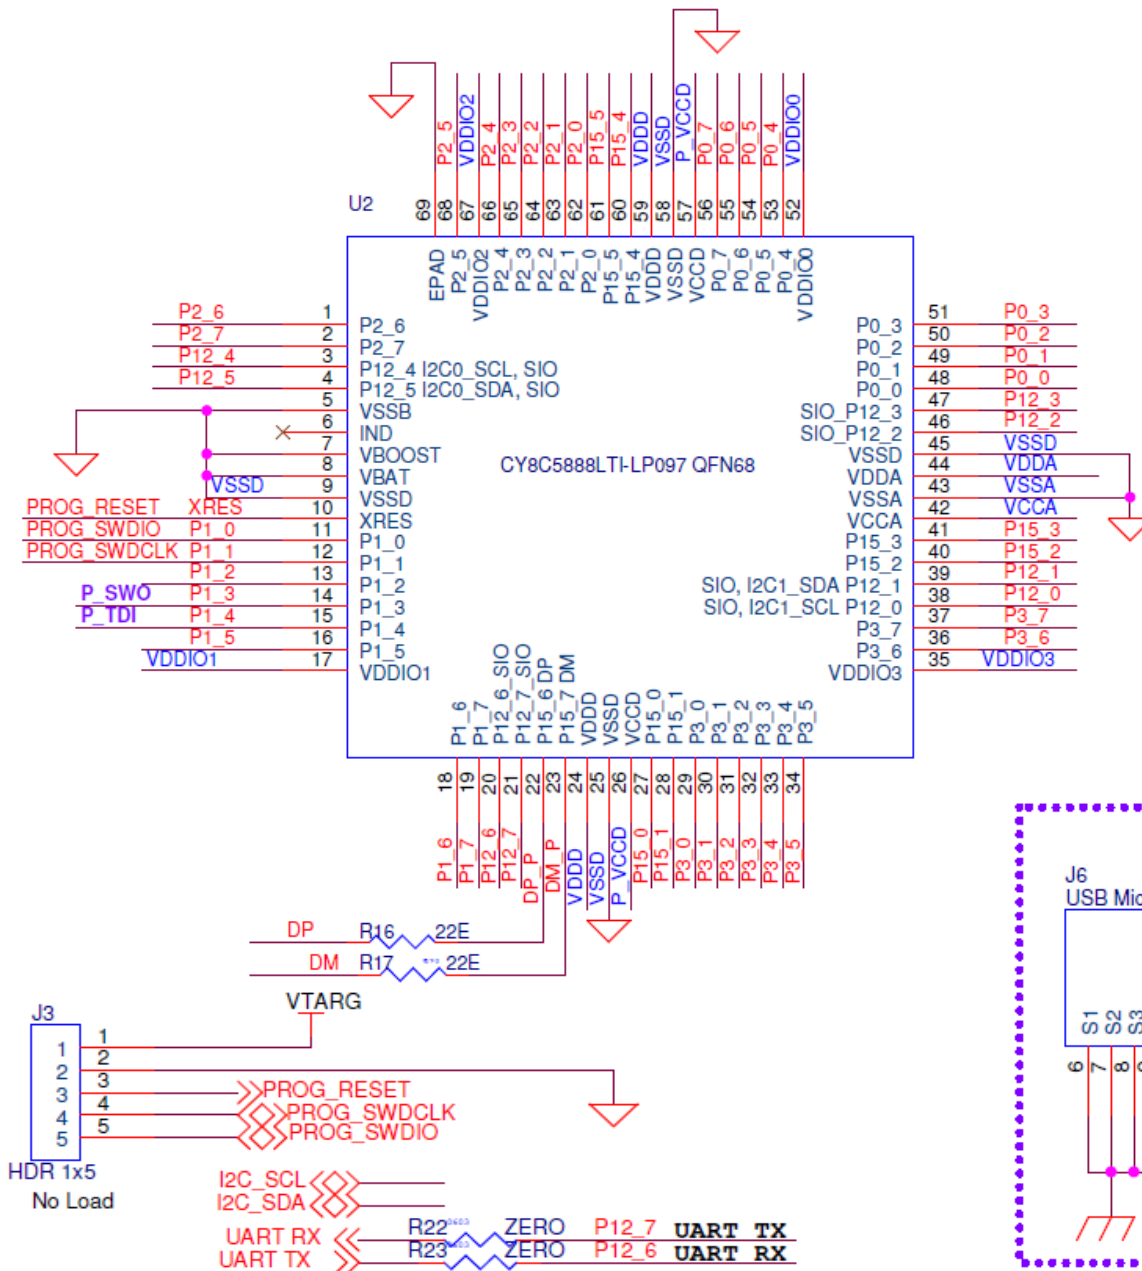 P2_5
VDDIO2
P2_4
P2_3
P2_2
P2_1
P2_0
P15_5
P15_4
VDDD
VSSD
P_VCCD
P0_7
P0_6
P0_5
P0_4
VDDIO0
U2
69
68
67
66
65
64
63
62
61
60
59
58
57
56
55
54
53
52
EPAD
P2_5
VDDIO2
P2_4
P2_3
P2_2
P2_1
P2_0
P15_5
P15_4
VDDD
VSSD
VCCD
P0_7
P0_6
P0_5
P0_4
VDDIO0
P2_6 1 P2_6
P2_7 2 P2_7
P12_4 3 P12_4 I2C0_SCL, SIO
P12_5 4 P12_5 I2C0_SDA, SIO
5 VSSB
6 IND
7 VBOOST
8 VBAT
VSSD 9 VSSD
PROG_RESET XRES 10 XRES
PROG_SWDIO P1_0 11 P1_0
PROG_SWDCLK P1_1 12 P1_1
P1_2 13 P1_2
P_SWO P1_3 14 P1_3
P_TDI P1_4 15 P1_4
P1_5 16 P1_5
VDDIO1 17 VDDIO1
CY8C5888LTI-LP097 QFN68
P0_3 51 P0_3
P0_2 50 P0_2
P0_1 49 P0_1
P0_0 48 P0_0
SIO_P12_3 47 P12_3
SIO_P12_2 46 P12_2
VSSD 45 VSSD
VDDA 44 VDDA
VSSA 43 VSSA
VCCA 42 VCCA
P15_3 41 P15_3
P15_2 40 P15_2
SIO, I2C1_SDA P12_1 39 P12_1
SIO, I2C1_SCL P12_0 38 P12_0
P3_7 37 P3_7
P3_6 36 P3_6
VDDIO3 35 VDDIO3
P1_6
P1_7
P12_6_SIO
P12_7_SIO
P15_6 DP
P15_7 DM
VDDD
VSSD
VCCD
P15_0
P15_1
P3_0
P3_1
P3_2
P3_3
P3_4
P3_5
18
19
20
21
22
23
24
25
26
27
28
29
30
31
32
33
34
P1_6
P1_7
P12_6
P12_7
DP_P
DM_P
VDDD
VSSD
P_VCCD
P15_0
P15_1
P3_0
P3_1
P3_2
P3_3
P3_4
P3_5
DP R16 22E
DM R17 22E
VTARG
J3
1 1
2 2
3 3 PROG_RESET
4 4 PROG_SWDCLK
5 5 PROG_SWDIO
HDR 1x5
No Load
I2C_SCL
I2C_SDA
UART RX R22 0603 ZERO P12_7 UART TX
UART TX R23 0603 ZERO P12_6 UART RX
J6
USB Mic
S1
S2
S3
6
7
8